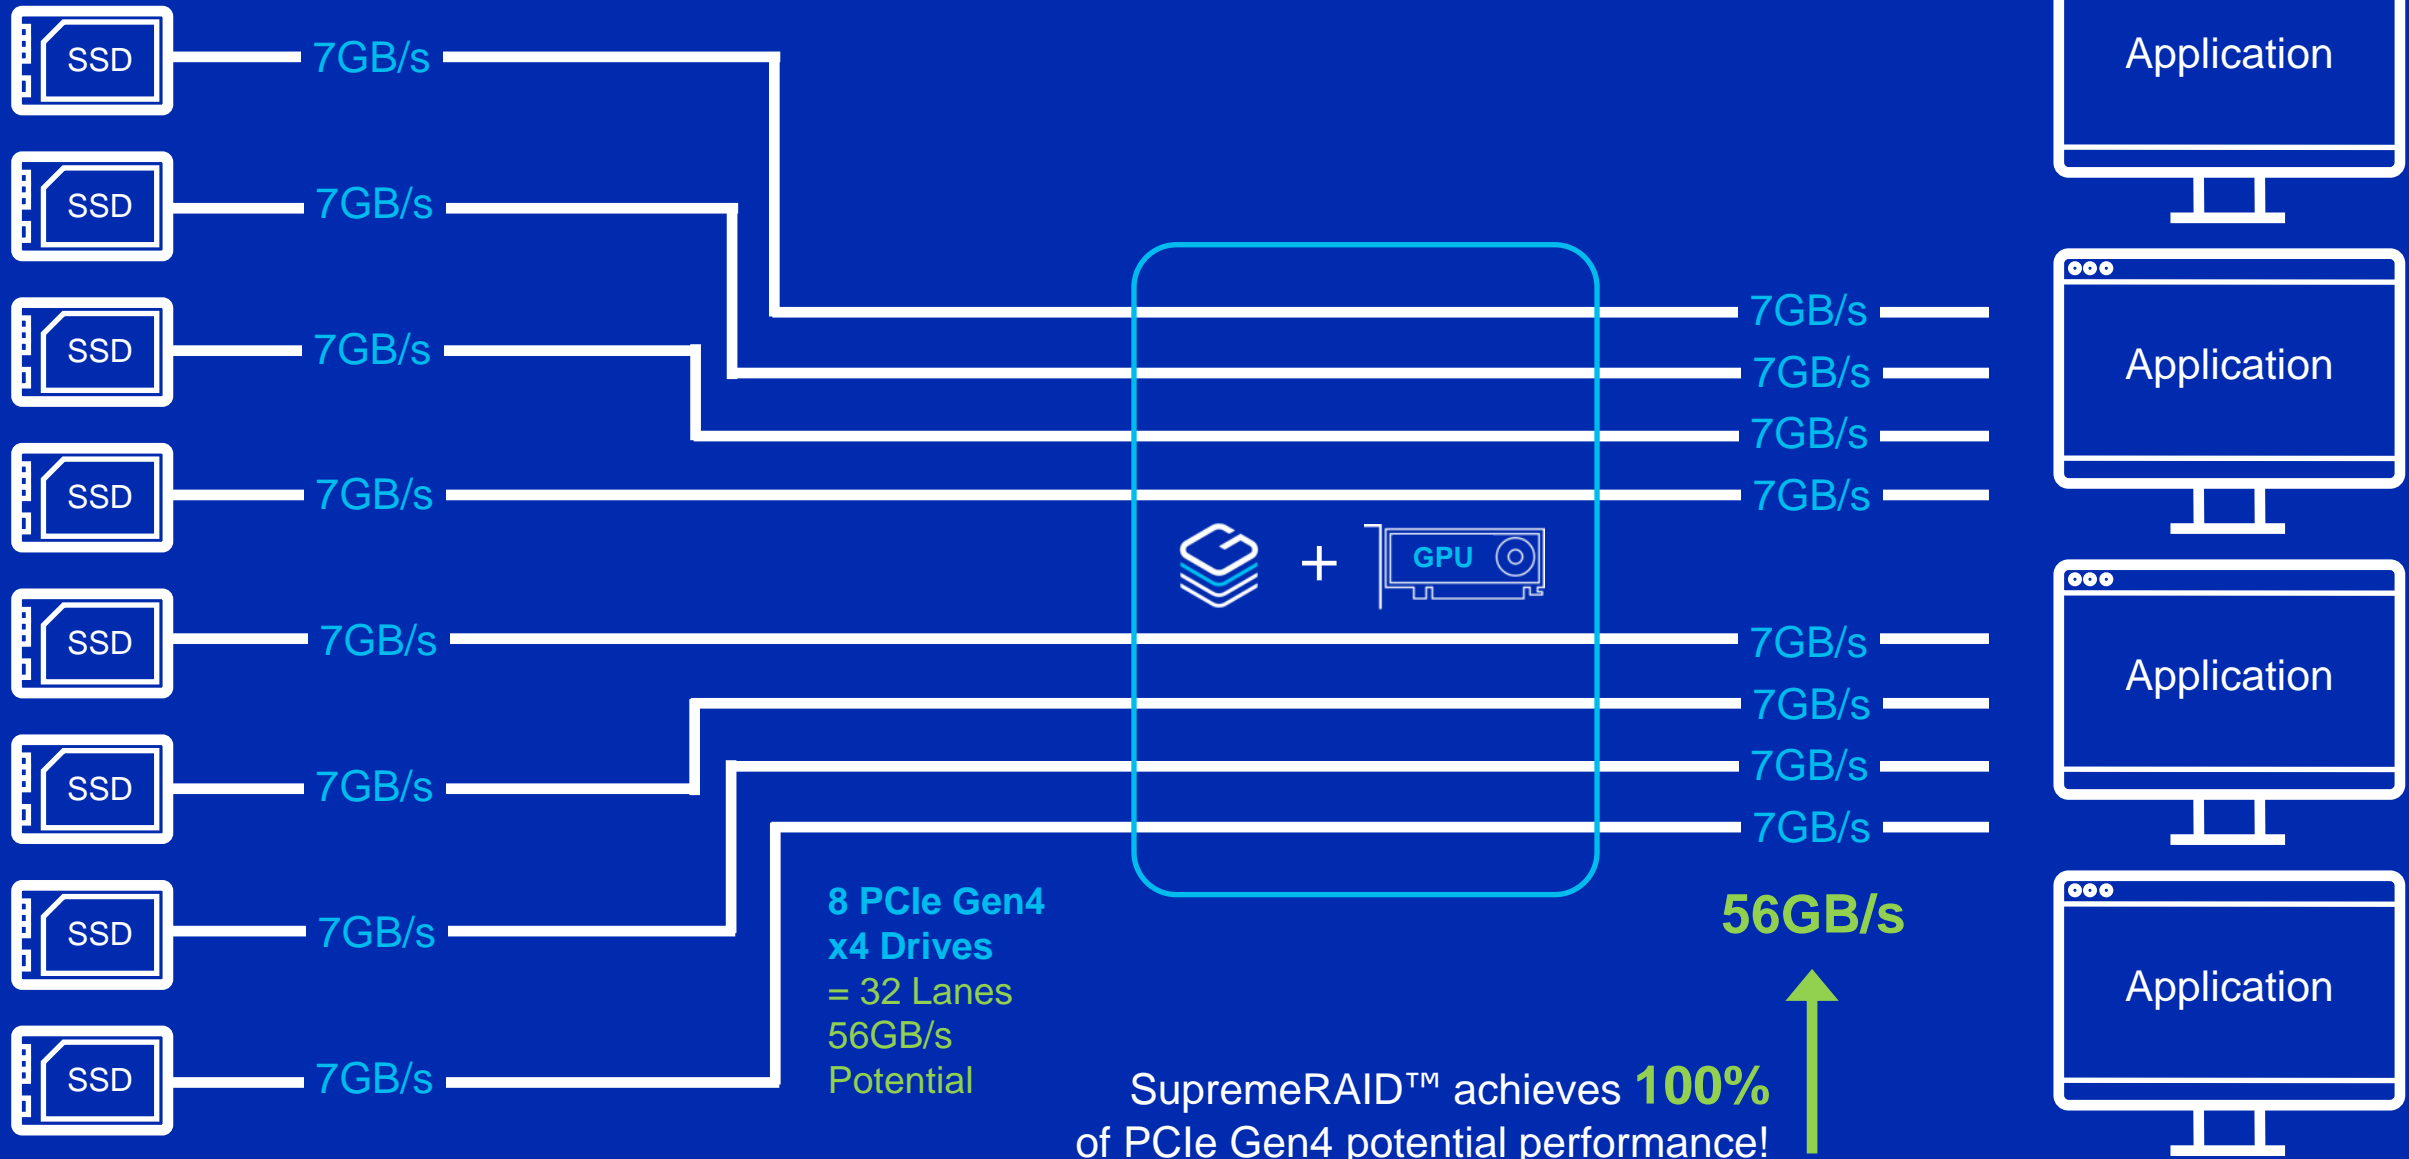 SSD
7GB/s
SSD
7GB/s
SSD
7GB/s
SSD
7GB/s
SSD
7GB/s
SSD
7GB/s
SSD
7GB/s
SSD
7GB/s
GPU
+
7GB/s
7GB/s
7GB/s
7GB/s
7GB/s
7GB/s
7GB/s
7GB/s
8 PCIe Gen4
x4 Drives
= 32 Lanes
56GB/s
Potential
56GB/s
SupremeRAID™ achieves 100%
of PCIe Gen4 potential performance!
Application
Application
Application
Application